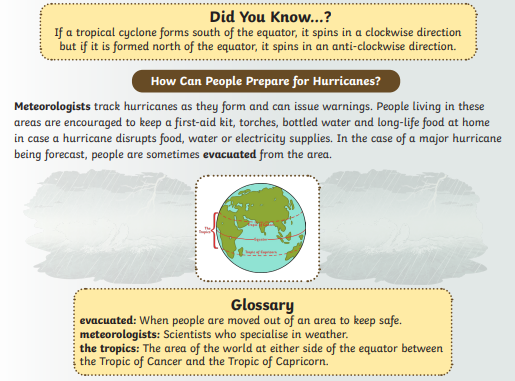 Did You Know...?
If a tropical cyclone forms south of the equator, it spins in a clockwise direction
but if it is formed north of the equator, it spins in an anti-clockwise direction.
How Can People Prepare for Hurricanes?
Meteorologists track hurricanes as they form and can issue warnings. People living in these
areas are encouraged to keep a first-aid kit, torches, bottled water and long-life food at home
in case a hurricane disrupts food, water or electricity supplies. In the case of a major hurricane
being forecast, people are sometimes evacuated from the area.
The
Tropics
Equator
Tropic of Capricorn
Glossary
evacuated: When people are moved out of an area to keep safe.
meteorologists: Scientists who specialise in weather.
the tropics: The area of the world at either side of the equator between
the Tropic of Cancer and the Tropic of Capricorn.